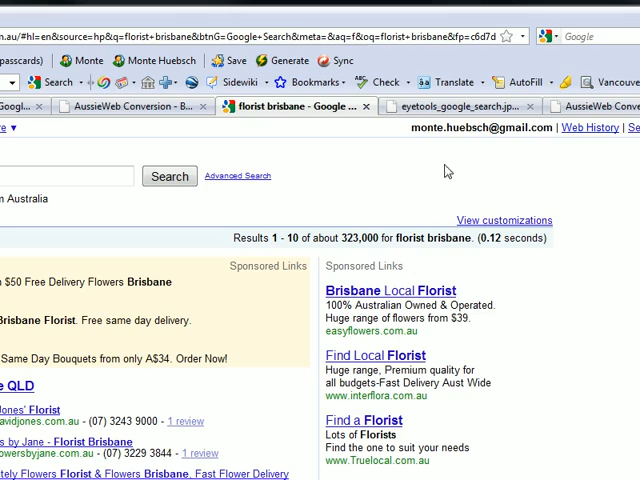 n.au/#hl=en&source=hp&q=florist+brisbane&btnG=Google+Search&meta=&aq=f&oq=florist+brisbane&fp=c6d7d
Google
passcards) Monte Monte Huebsch Save Generate Sync
Search Sidewiki Bookmarks Check Translate AutoFill Vancouve
Googl... AussieWeb Conversion - B... florist brisbane - Google ... eyetools_google_search.jp... AussieWeb Conve
re ▼
monte.huebsch@gmail.com | Web History | Se
Search Advanced Search
m Australia
View customizations
Results 1 - 10 of about 323,000 for florist brisbane. (0.12 seconds)
Sponsored Links
n $50 Free Delivery Flowers Brisbane
Brisbane Florist. Free same day delivery.
Same Day Bouquets from only A$34. Order Now!
e QLD
Jones' Florist
avidjones.com.au - (07) 3243 9000 - 1 review
s by Jane - Florist Brisbane
owersbyjane.com.au - (07) 3229 3844 - 1 review
tely Flowers Florist & Flowers Brisbane, Fast Flower Delivery
Sponsored Links
Brisbane Local Florist
100% Australian Owned & Operated.
Huge range of flowers from $39.
easyflowers.com.au
Find Local Florist
Huge range, Premium quality for
all budgets-Fast Delivery Aust Wide
www.interflora.com.au
Find a Florist
Lots of Florists
Find the one to suit your needs
www.Truelocal.com.au